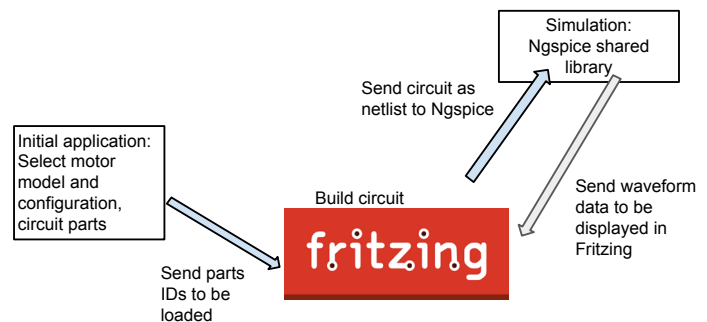 Simulation:
Ngspice shared
library
Send circuit as
netlist to Ngspice
Initial application:
Select motor
model and
configuration,
circuit parts
Build circuit
fritzing
Send waveform
data to be
displayed in
Fritzing
Send parts
IDs to be
loaded